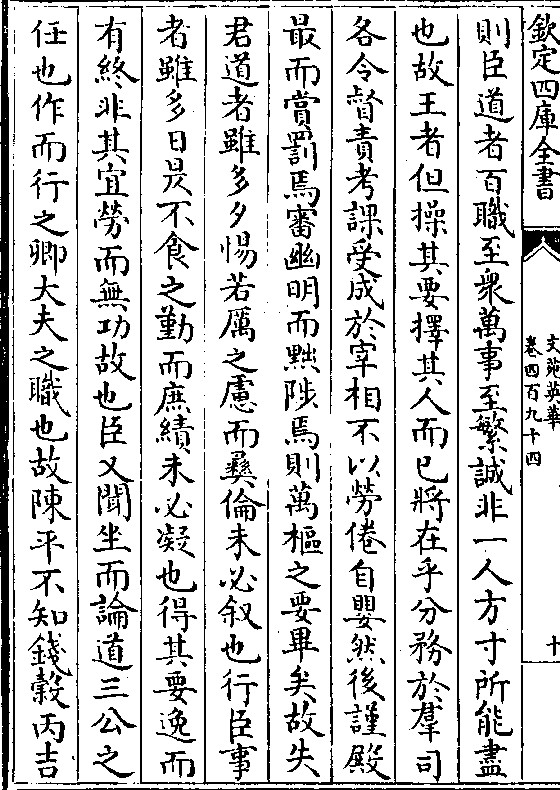 欽定四庫全書
文苑英華
卷四百九十四
十
則臣道者百職至衆萬事至繁誠非一人方寸所能盡
也故王者但操其要擇其人而已將在乎分務於羣司
各令督責考課受成於宰相不以勞倦自嬰然後謹殿
最而賞罰焉審幽明而黜陟焉則萬樞之要畢矣故失
君道者雖多夕惕若厲之慮而彞倫未必叙也行臣事
者雖多日昃不食之勤而庶績未必凝也得其要逸而
有終非其宜勞而無功故也臣又聞坐而論道三公之
任也作而行之卿大夫之職也故陳平不知錢穀丙吉